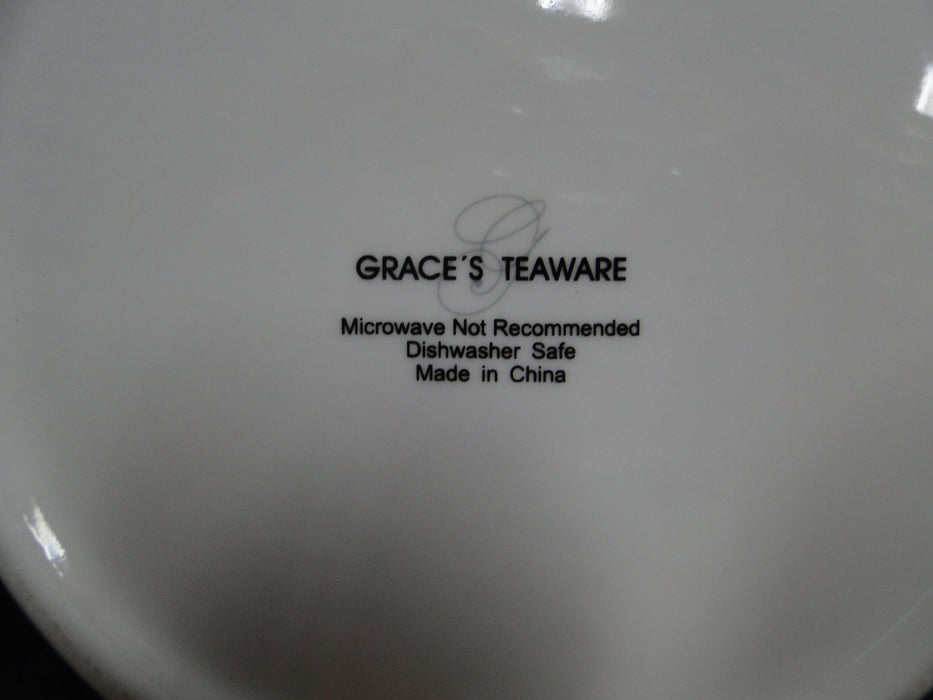 G
GRACE´S TEAWARE
Microwave Not Recommended
Dishwasher Safe
Made in China